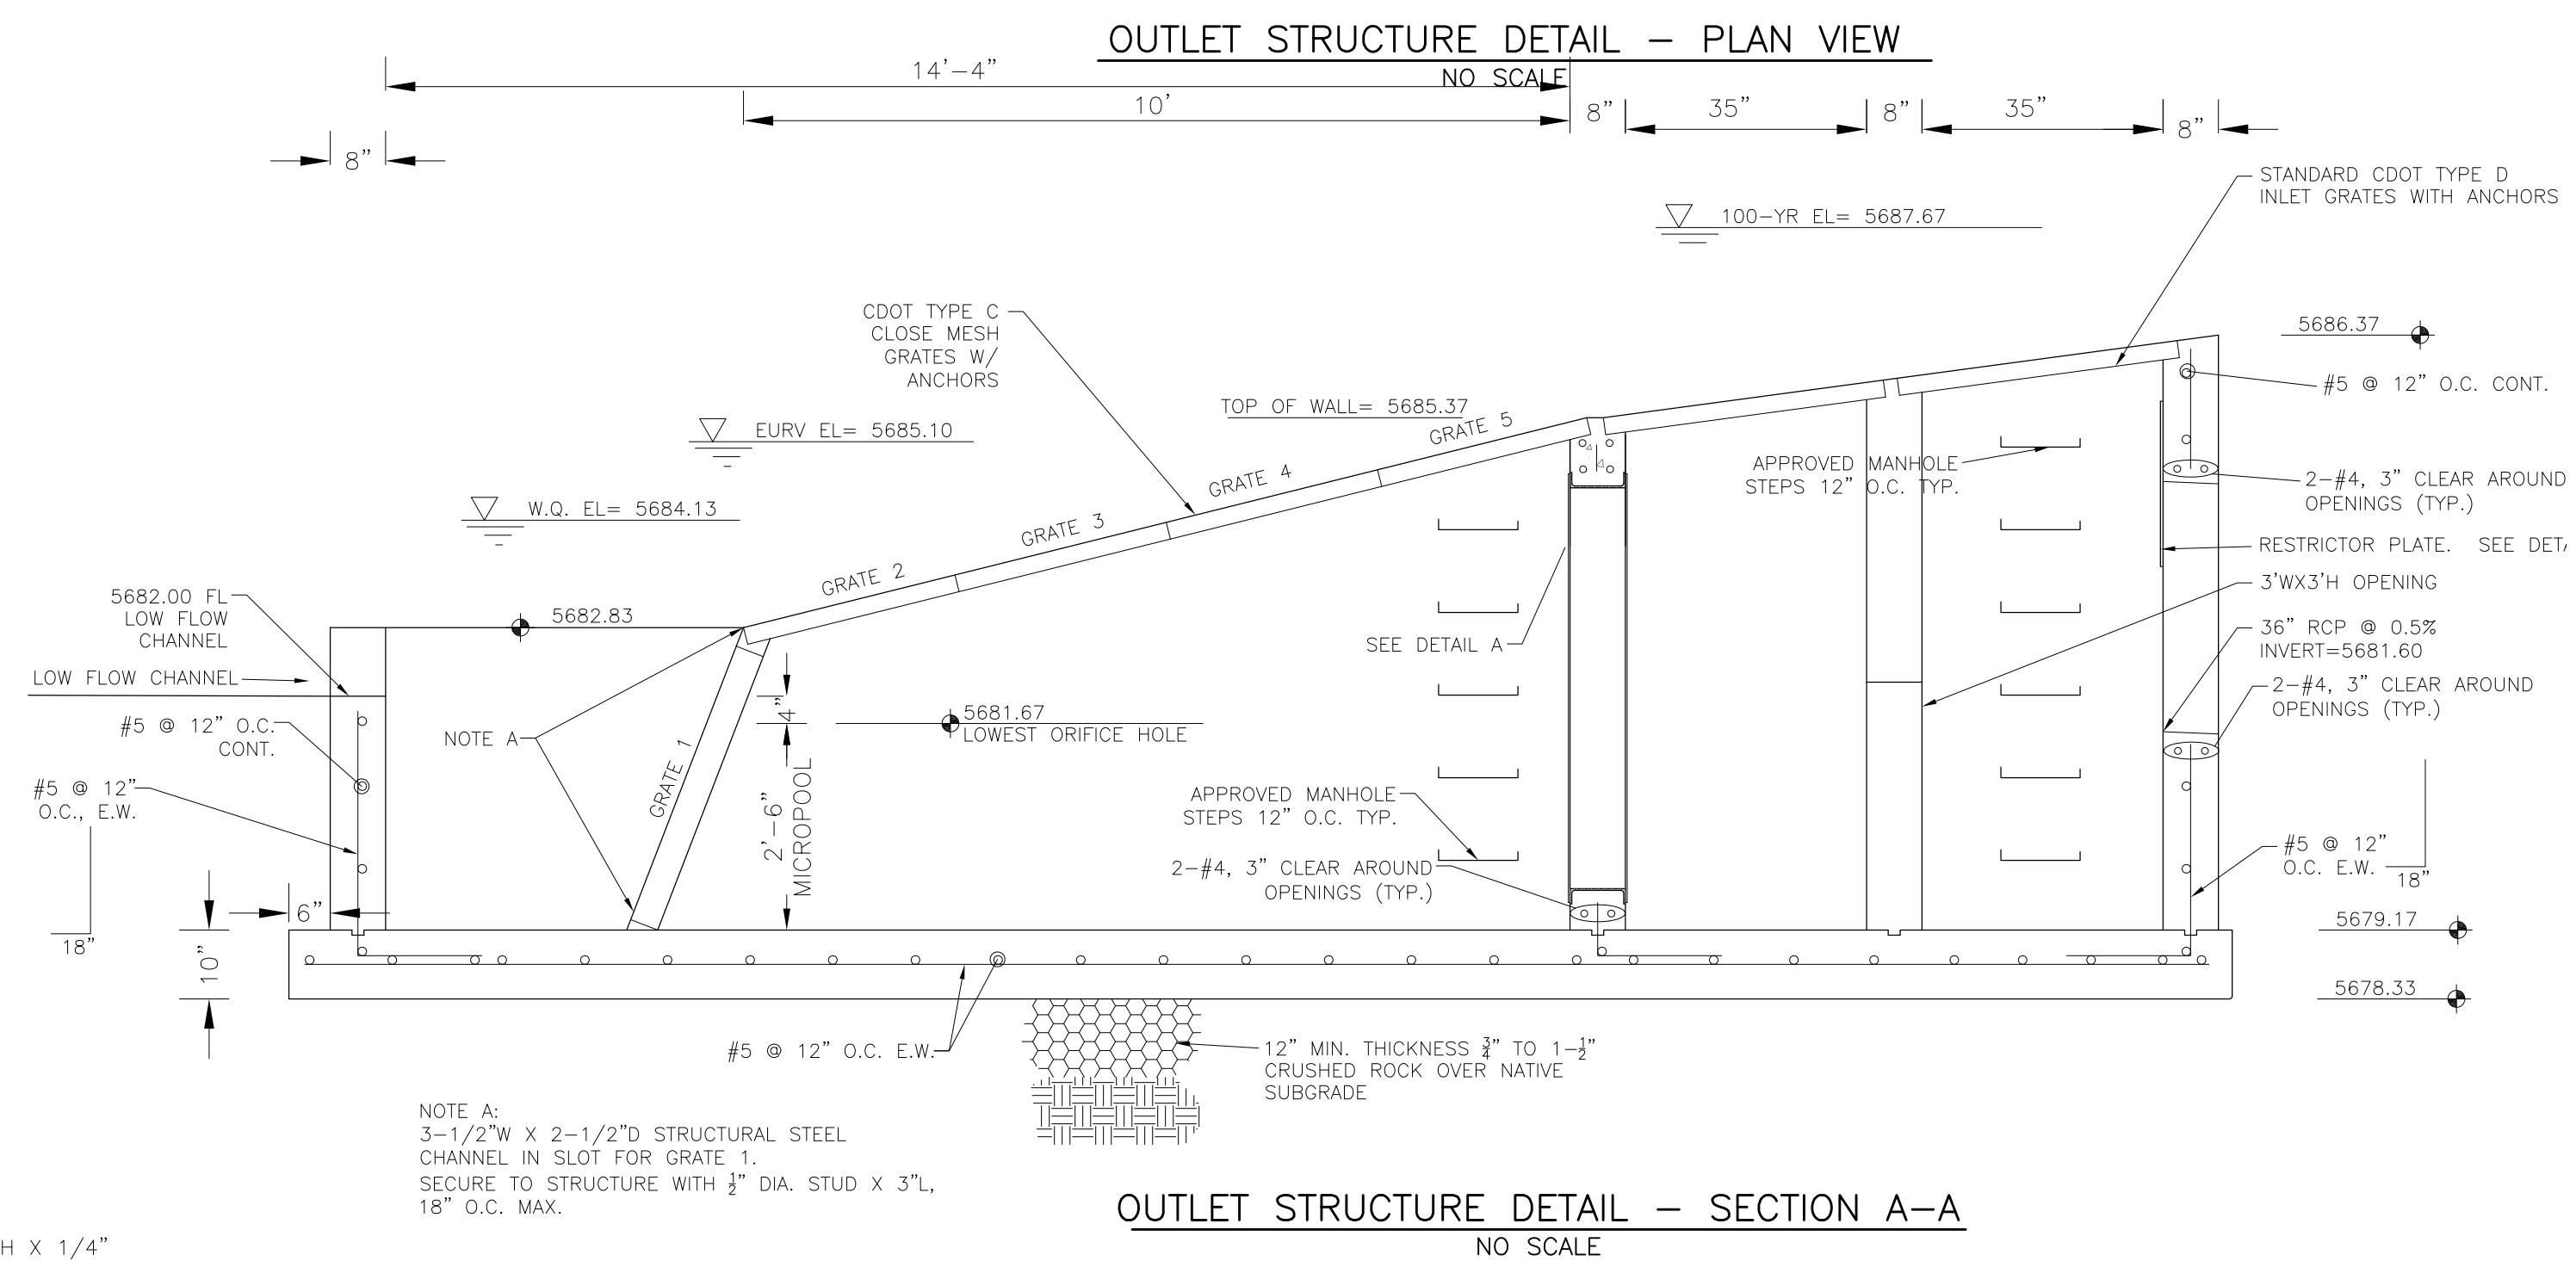 OUTLET STRUCTURE DETAIL – PLAN VIEW
NO SCALE
14'–4"
10'
8"
8"
35"
8"
35"
8"
STANDARD CDOT TYPE D
INLET GRATES WITH ANCHORS
100–YR EL= 5687.67
CDOT TYPE C
CLOSE MESH
GRATES W/
ANCHORS
5686.37
#5 @ 12" O.C. CONT.
TOP OF WALL= 5685.37
EURV EL= 5685.10
GRATE 5
GRATE 4
GRATE 3
GRATE 2
APPROVED MANHOLE
STEPS 12" O.C. TYP.
2–#4, 3" CLEAR AROUND
OPENINGS (TYP.)
W.Q. EL= 5684.13
RESTRICTOR PLATE. SEE DET
3'WX3'H OPENING
5682.00 FL
LOW FLOW
CHANNEL
5682.83
SEE DETAIL A
36" RCP @ 0.5%
INVERT=5681.60
LOW FLOW CHANNEL
2–#4, 3" CLEAR AROUND
OPENINGS (TYP.)
#5 @ 12" O.C.
CONT.
NOTE A
GRATE 1
4"
5681.67
LOWEST ORIFICE HOLE
2'–6"
MICROPOOL
#5 @ 12"
O.C., E.W.
18"
APPROVED MANHOLE
STEPS 12" O.C. TYP.
2–#4, 3" CLEAR AROUND
OPENINGS (TYP.)
#5 @ 12"
O.C. E.W.
18"
6"
10"
5679.17
5678.33
#5 @ 12" O.C. E.W.
12" MIN. THICKNESS ¾" TO 1–½"
CRUSHED ROCK OVER NATIVE
SUBGRADE
NOTE A:
3–1/2"W X 2–1/2"D STRUCTURAL STEEL
CHANNEL IN SLOT FOR GRATE 1.
SECURE TO STRUCTURE WITH ½" DIA. STUD X 3"L,
18" O.C. MAX.
OUTLET STRUCTURE DETAIL – SECTION A–A
NO SCALE
H X 1/4"